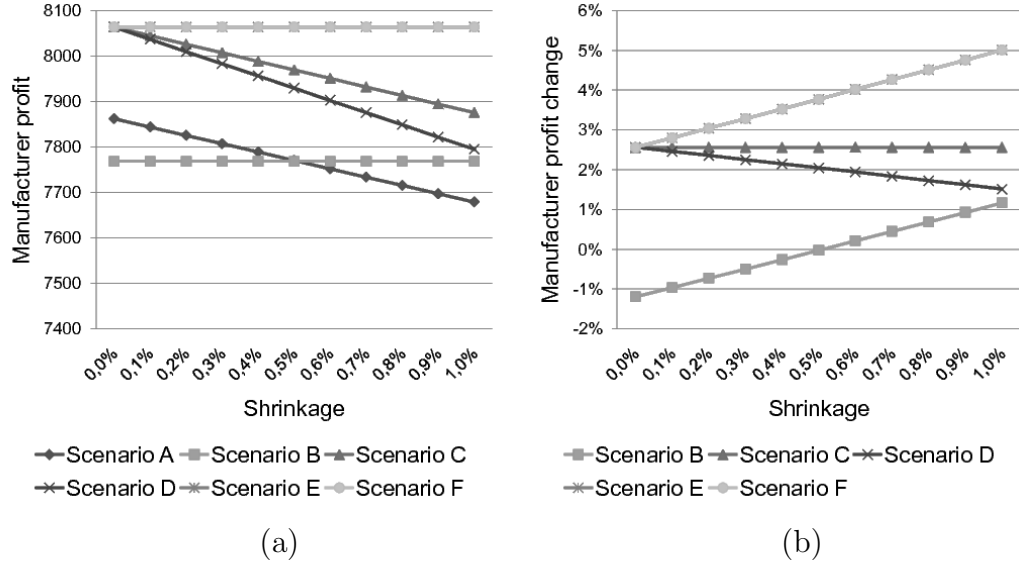 8100
8000
7900
7800
7700
7600
7500
7400
Manufacturer profit
0,0% 0,1% 0,2% 0,3% 0,4% 0,5% 0,6% 0,7% 0,8% 0,9% 1,0%
Shrinkage
Scenario A Scenario B Scenario C
Scenario D Scenario E Scenario F
(a)
6%
5%
4%
3%
2%
1%
0%
-1%
-2%
Manufacturer profit change
0,0% 0,1% 0,2% 0,3% 0,4% 0,5% 0,6% 0,7% 0,8% 0,9% 1,0%
Shrinkage
Scenario B Scenario C Scenario D
Scenario E Scenario F
(b)